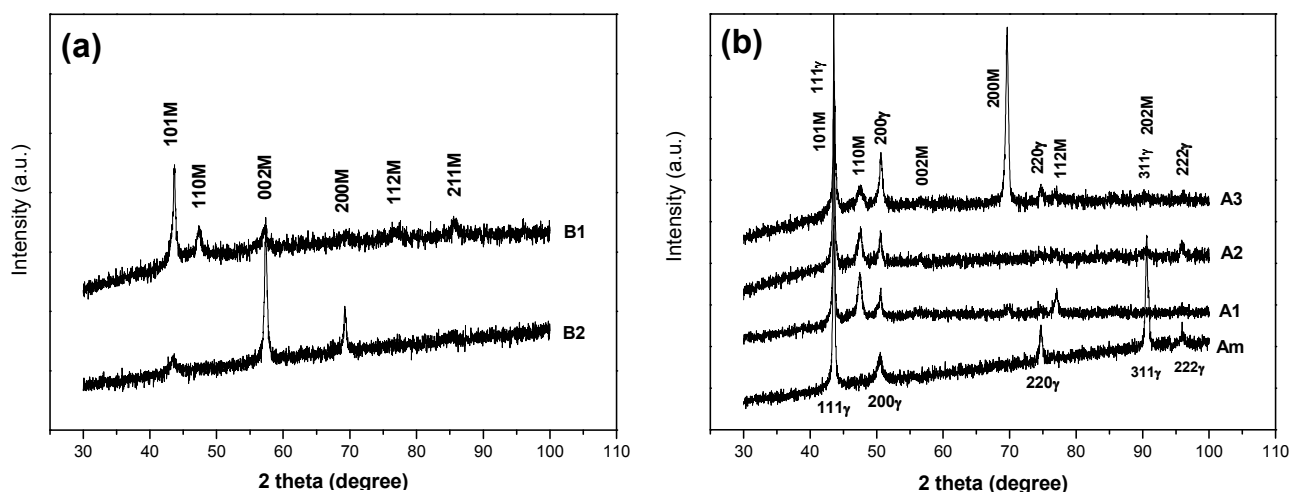 (a)
Intensity (a.u.)
101M
110M
002M
200M
112M
211M
B1
B2
30 40 50 60 70 80 90 100 110
2 theta (degree)
(b)
Intensity (a.u.)
111γ
101M
110M
200γ
002M
200M
220γ
112M
202M
311γ
222γ
A3
A2
A1
Am
111γ
200γ
220γ
311γ
222γ
30 40 50 60 70 80 90 100 110
2 theta (degree)